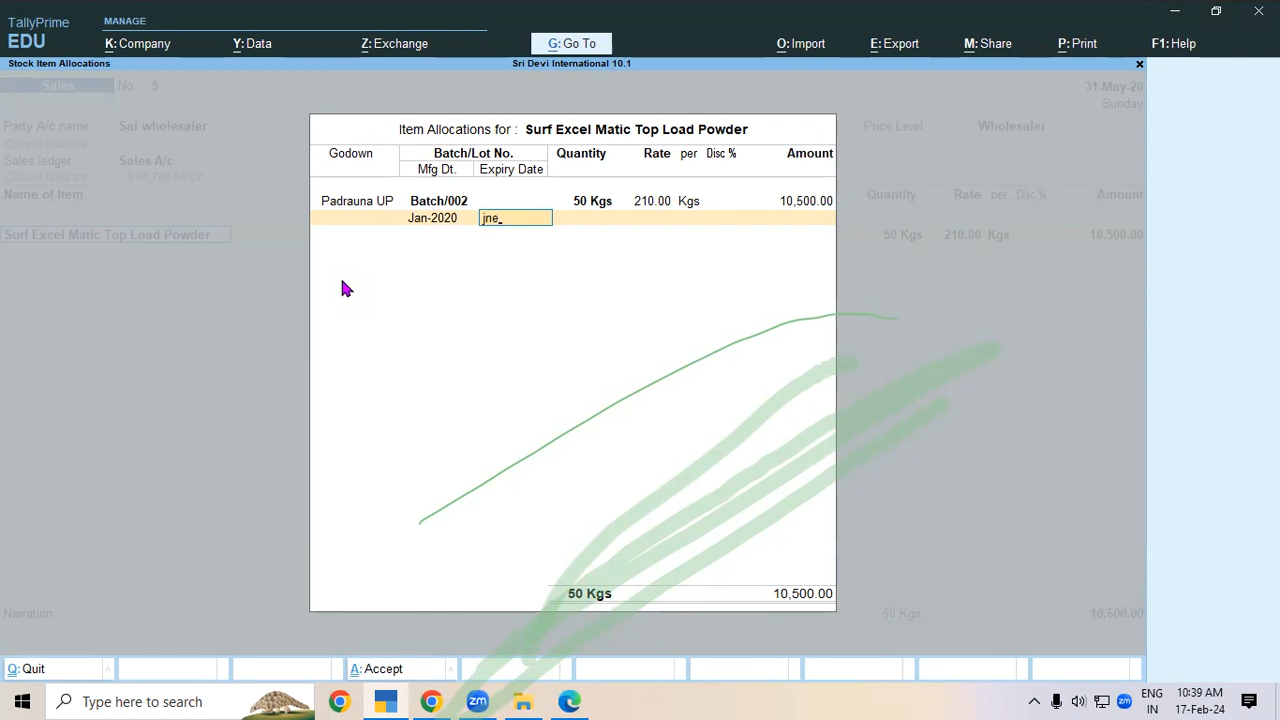 TallyPrime
MANAGE
EDU
K: Company
Y: Data
Z: Exchange
G: Go To
O: Import
E: Export
M: Share
P: Print
F1: Help
Stock Item Allocations
Sri Devi International 10.1
Sales
No. 5
31-May-20
Sunday
Party A/c name
Sai wholesaler
Price Level
Wholesaler
Current balance
Sales ledger
Sales A/c
Current balance
Name of Item
Quantity
Rate per Disc %
Amount
Surf Excel Matic Top Load Powder
50 Kgs
210.00 Kgs
10,500.00
Item Allocations for : Surf Excel Matic Top Load Powder
Godown
Batch/Lot No.
Quantity
Rate per Disc %
Amount
Mfg Dt.
Expiry Date
Padrauna UP
Batch/002
50 Kgs
210.00 Kgs
10,500.00
Jan-2020
jne_
50 Kgs
10,500.00
Narration
50 Kgs
10,500.00
Q: Quit
A: Accept
Type here to search
zm
zm
ENG
IN
10:39 AM
17-Feb-24